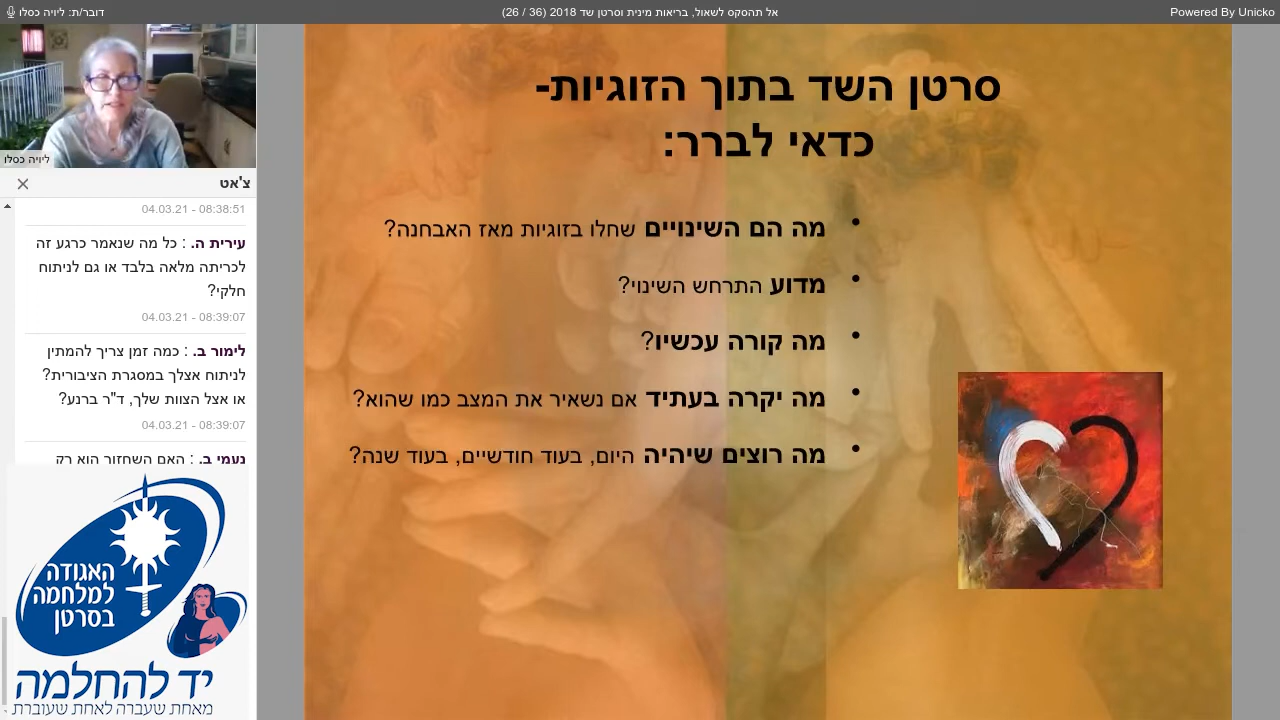 דובר/ת: ליויה כסלו
אל תהסקס לשאול, בריאות מינית וסרטן שד 2018 (36 / 26)
Powered By Unicko
ליויה כסלו
צ'אט
04.03.21 - 08:38:51
עירית ה. : כל מה שנאמר כרגע זה
לכריתה מלאה בלבד או גם לניתוח
חלקי?
04.03.21 - 08:39:07
לימור ב. : כמה זמן צריך להמתין
לניתוח אצלך במסגרת הציבורית?
או אצל הצוות שלך, ד"ר ברנע?
04.03.21 - 08:39:07
נעמי ב. : האם השחזור הוא רק
האגודה
למלחמה
בסרטן
יד להחלמה
מאחת שעברה לאחת שעוברת
סרטן השד בתוך הזוגיות-
כדאי לברר:
• מה הם השינויים שחלו בזוגיות מאז האבחנה?
• מדוע התרחש השינוי?
• מה קורה עכשיו?
• מה יקרה בעתיד אם נשאיר את המצב כמו שהוא?
• מה רוצים שיהיה היום, בעוד חודשיים, בעוד שנה?